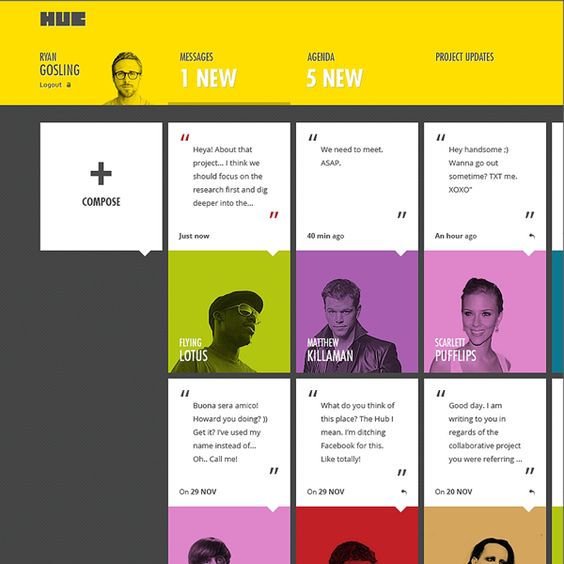 HUC
RYAN
GOSLING
Logout
MESSAGES
1 NEW
AGENDA
5 NEW
PROJECT UPDATES
+
COMPOSE
"
Heya! About that
project... I think we
should focus on the
research first and dig
deeper into the...
"
Just now
FLYING
LOTUS
"
We need to meet.
ASAP.
"
40 min ago
MATTHEW
KILLAMAN
"
Hey handsome ;)
Wanna go out
sometime? TXT me.
XOXO"
"
An hour ago
SCARLETT
PUFFLIPS
"
Buona sera amico!
Howard you doing? ))
Get it? I've used my
name instead of...
Oh.. Call me!
"
On 29 NOV
"
What do you think of
this place? The Hub I
mean. I'm ditching
Facebook for this.
Like totally!
"
On 29 NOV
"
Good day. I am
writing to you in
regards of the
collaborative project
you were referring ...
"
On 20 NOV